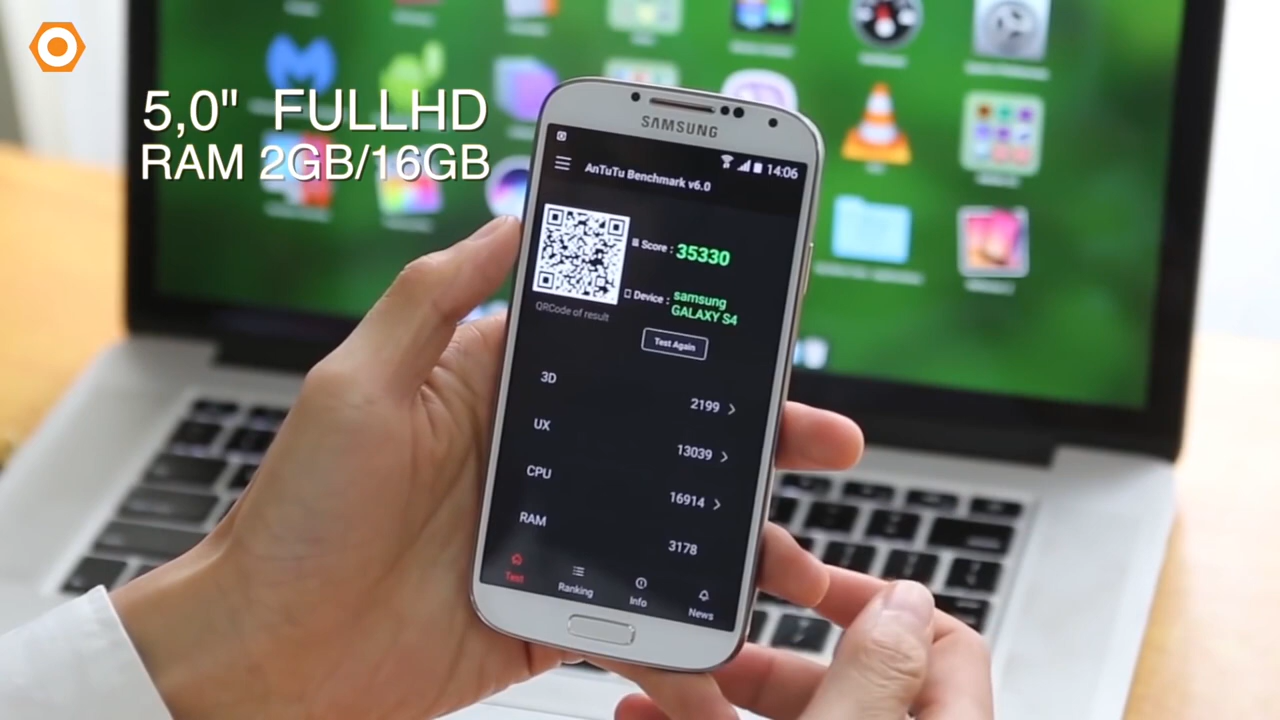 5,0" FULLHD
RAM 2GB/16GB
SAMSUNG
14:06
AnTuTu Benchmark v6.0
Score : 35330
Device : samsung
GALAXY S4
QRCode of result
Test Again
3D 2199
UX 13039
CPU 16914
RAM 3178
Test Ranking Info News